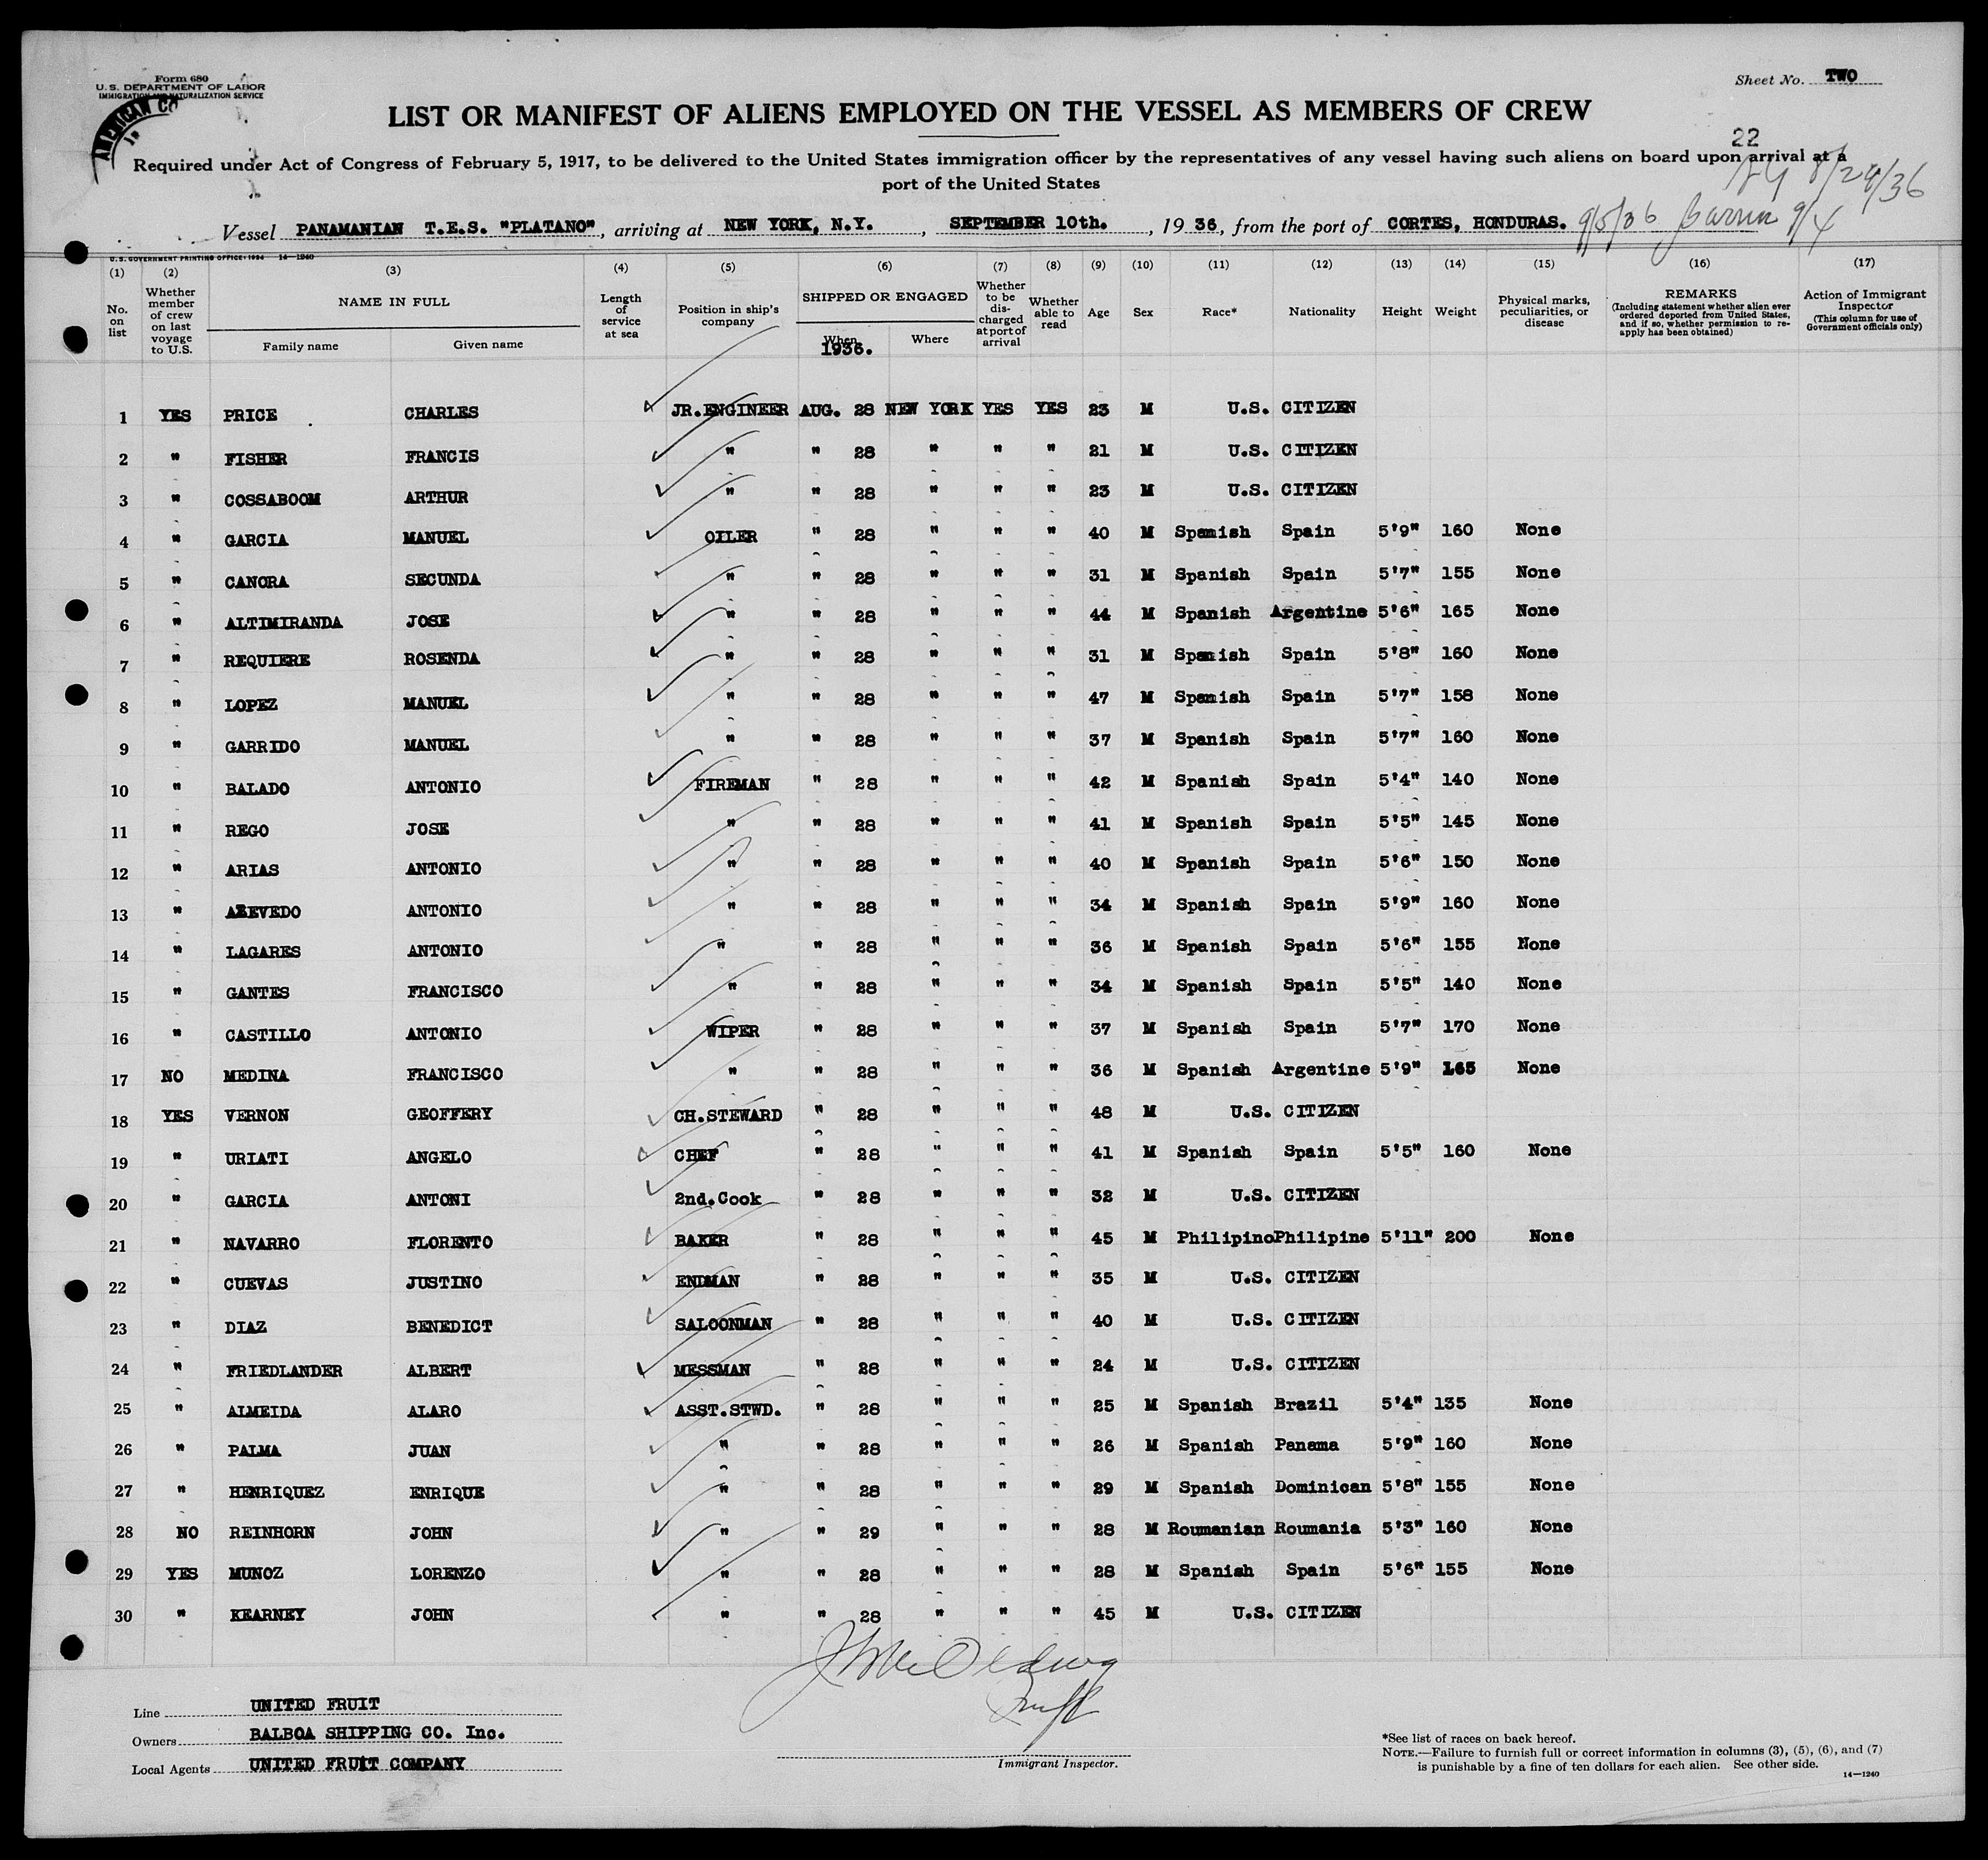 Form 680
U. S. DEPARTMENT OF LABOR
IMMIGRATION AND NATURALIZATION SERVICE
AMERICAN CO
Sheet No. TWO
LIST OR MANIFEST OF ALIENS EMPLOYED ON THE VESSEL AS MEMBERS OF CREW
22
Required under Act of Congress of February 5, 1917, to be delivered to the United States immigration officer by the representatives of any vessel having such aliens on board upon arrival at a
port of the United States
8/29/36
Vessel PANAMANIAN T.E.S. "PLATANO", arriving at NEW YORK, N.Y., SEPTEMBER 10th., 1936, from the port of CORTES, HONDURAS. 9/5/36 9/4
U. S. GOVERNMENT PRINTING OFFICE: 1934 14—1240
(1) (2) (3) (4) (5) (6) (7) (8) (9) (10) (11) (12) (13) (14) (15) (16) (17)
No. on list
Whether member of crew on last voyage to U.S.
NAME IN FULL
Family name Given name
Length of service at sea
Position in ship's company
SHIPPED OR ENGAGED
When Where
1936.
Whether to be discharged at port of arrival
Whether able to read
Age
Sex
Race*
Nationality
Height
Weight
Physical marks, peculiarities, or disease
REMARKS
(Including statement whether alien ever ordered deported from United States, and if so, whether permission to reapply has been obtained)
Action of Immigrant Inspector
(This column for use of Government officials only)
1 YES PRICE CHARLES JR.ENGINEER AUG. 28 NEW YORK YES YES 23 M U.S. CITIZEN
2 " FISHER FRANCIS " " 28 " " " 21 M U.S. CITIZEN
3 " COSSABOOM ARTHUR " " 28 " " " 23 M U.S. CITIZEN
4 " GARCIA MANUEL OILER " 28 " " " 40 M Spanish Spain 5'9" 160 None
5 " CANORA SECUNDA " " 28 " " " 31 M Spanish Spain 5'7" 155 None
6 " ALTIMIRANDA JOSE " " 28 " " " 44 M Spanish Argentine 5'6" 165 None
7 " REQUIERE ROSENDA " " 28 " " " 31 M Spanish Spain 5'8" 160 None
8 " LOPEZ MANUEL " " 28 " " " 47 M Spanish Spain 5'7" 158 None
9 " GARRIDO MANUEL " " 28 " " " 37 M Spanish Spain 5'7" 160 None
10 " BALADO ANTONIO FIREMAN " 28 " " " 42 M Spanish Spain 5'4" 140 None
11 " REGO JOSE " " 28 " " " 41 M Spanish Spain 5'5" 145 None
12 " ARIAS ANTONIO " " 28 " " " 40 M Spanish Spain 5'6" 150 None
13 " AZEVEDO ANTONIO " " 28 " " " 34 M Spanish Spain 5'9" 160 None
14 " LAGARES ANTONIO " " 28 " " " 36 M Spanish Spain 5'6" 155 None
15 " GANTES FRANCISCO " " 28 " " " 34 M Spanish Spain 5'5" 140 None
16 " CASTILLO ANTONIO WIPER " 28 " " " 37 M Spanish Spain 5'7" 170 None
17 NO MEDINA FRANCISCO " " 28 " " " 36 M Spanish Argentine 5'9" 165 None
18 YES VERNON GEOFFERY CH.STEWARD " 28 " " " 48 M U.S. CITIZEN
19 " URIATI ANGELO CHEF " 28 " " " 41 M Spanish Spain 5'5" 160 None
20 " GARCIA ANTONI 2nd.Cook " 28 " " " 32 M U.S. CITIZEN
21 " NAVARRO FLORENTO BAKER " 28 " " " 45 M Philipino Philipine 5'11" 200 None
22 " CUEVAS JUSTINO ENDMAN " 28 " " " 35 M U.S. CITIZEN
23 " DIAZ BENEDICT SALOONMAN " 28 " " " 40 M U.S. CITIZEN
24 " FRIEDLANDER ALBERT MESSMAN " 28 " " " 24 M U.S. CITIZEN
25 " ALMEIDA ALARO ASST.STWD. " 28 " " " 25 M Spanish Brazil 5'4" 135 None
26 " PALMA JUAN " " 28 " " " 26 M Spanish Panama 5'9" 160 None
27 " HENRIQUEZ ENRIQUE " " 28 " " " 29 M Spanish Dominican 5'8" 155 None
28 NO REINHORN JOHN " " 29 " " " 28 M Roumanian Roumania 5'3" 160 None
29 YES MUNOZ LORENZO " " 28 " " " 28 M Spanish Spain 5'6" 155 None
30 " KEARNEY JOHN " " 28 " " " 45 M U.S. CITIZEN
Line UNITED FRUIT
Owners BALBOA SHIPPING CO. Inc.
Local Agents UNITED FRUIT COMPANY
Immigrant Inspector.
*See list of races on back hereof.
NOTE.—Failure to furnish full or correct information in columns (3), (5), (6), and (7)
is punishable by a fine of ten dollars for each alien. See other side.
14—1240